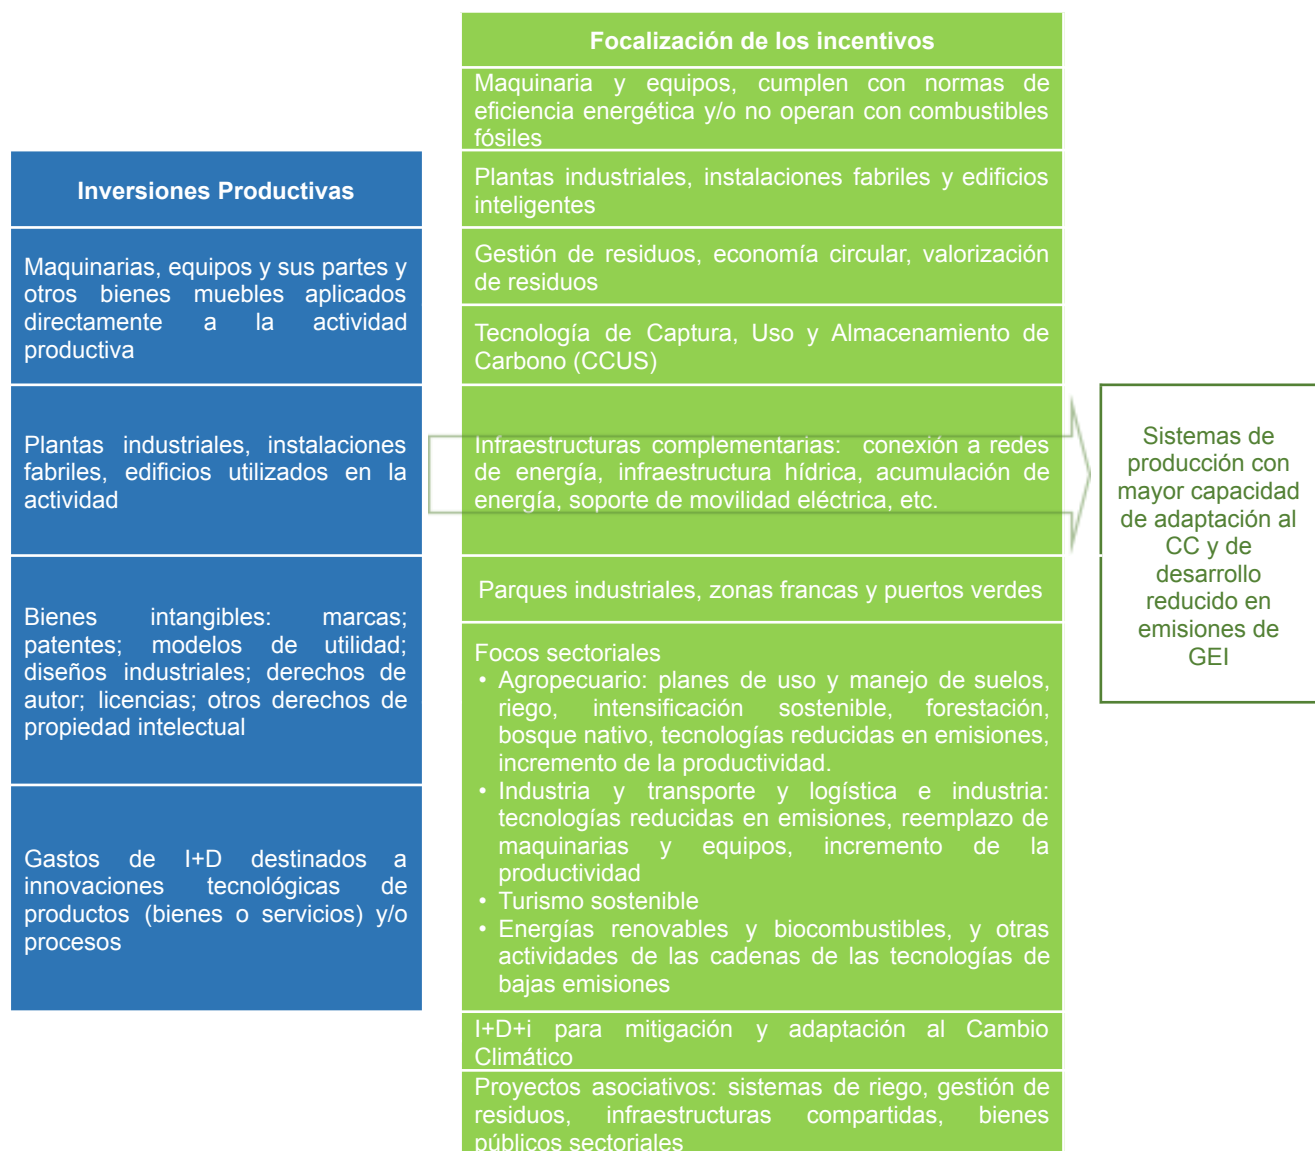 Inversiones Productivas
Maquinarias, equipos y sus partes y
otros bienes muebles aplicados
directamente a la actividad
productiva
Plantas industriales, instalaciones
fabriles, edificios utilizados en la
actividad
Bienes intangibles: marcas;
patentes; modelos de utilidad;
diseños industriales; derechos de
autor; licencias; otros derechos de
propiedad intelectual
Gastos de I+D destinados a
innovaciones tecnológicas de
productos (bienes o servicios) y/o
procesos
Focalización de los incentivos
Maquinaria y equipos, cumplen con normas de
eficiencia energética y/o no operan con combustibles
fósiles
Plantas industriales, instalaciones fabriles y edificios
inteligentes
Gestión de residuos, economía circular, valorización
de residuos
Tecnología de Captura, Uso y Almacenamiento de
Carbono (CCUS)
Infraestructuras complementarias: conexión a redes
de energía, infraestructura hídrica, acumulación de
energía, soporte de movilidad eléctrica, etc.
Parques industriales, zonas francas y puertos verdes
Focos sectoriales
• Agropecuario: planes de uso y manejo de suelos,
riego, intensificación sostenible, forestación,
bosque nativo, tecnologías reducidas en emisiones,
incremento de la productividad.
• Industria y transporte y logística e industria:
tecnologías reducidas en emisiones, reemplazo de
maquinarias y equipos, incremento de la
productividad
• Turismo sostenible
• Energías renovables y biocombustibles, y otras
actividades de las cadenas de las tecnologías de
bajas emisiones
I+D+i para mitigación y adaptación al Cambio
Climático
Proyectos asociativos: sistemas de riego, gestión de
residuos, infraestructuras compartidas, bienes
públicos sectoriales
Sistemas de
producción con
mayor capacidad
de adaptación al
CC y de
desarrollo
reducido en
emisiones de
GEI